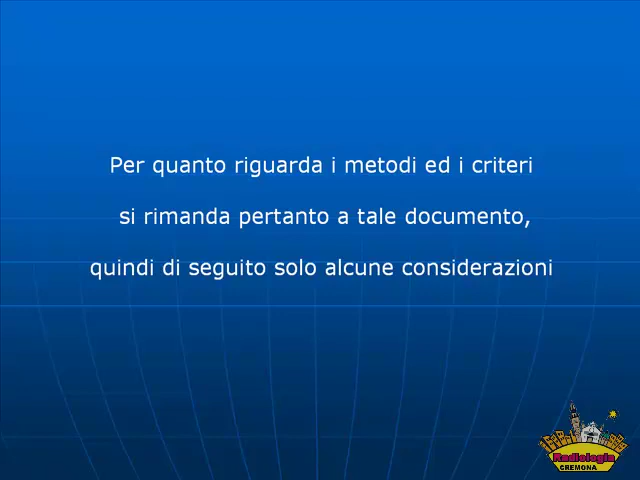 Per quanto riguarda i metodi ed i criteri
si rimanda pertanto a tale documento,
quindi di seguito solo alcune considerazioni
Radiologia
CREMONA